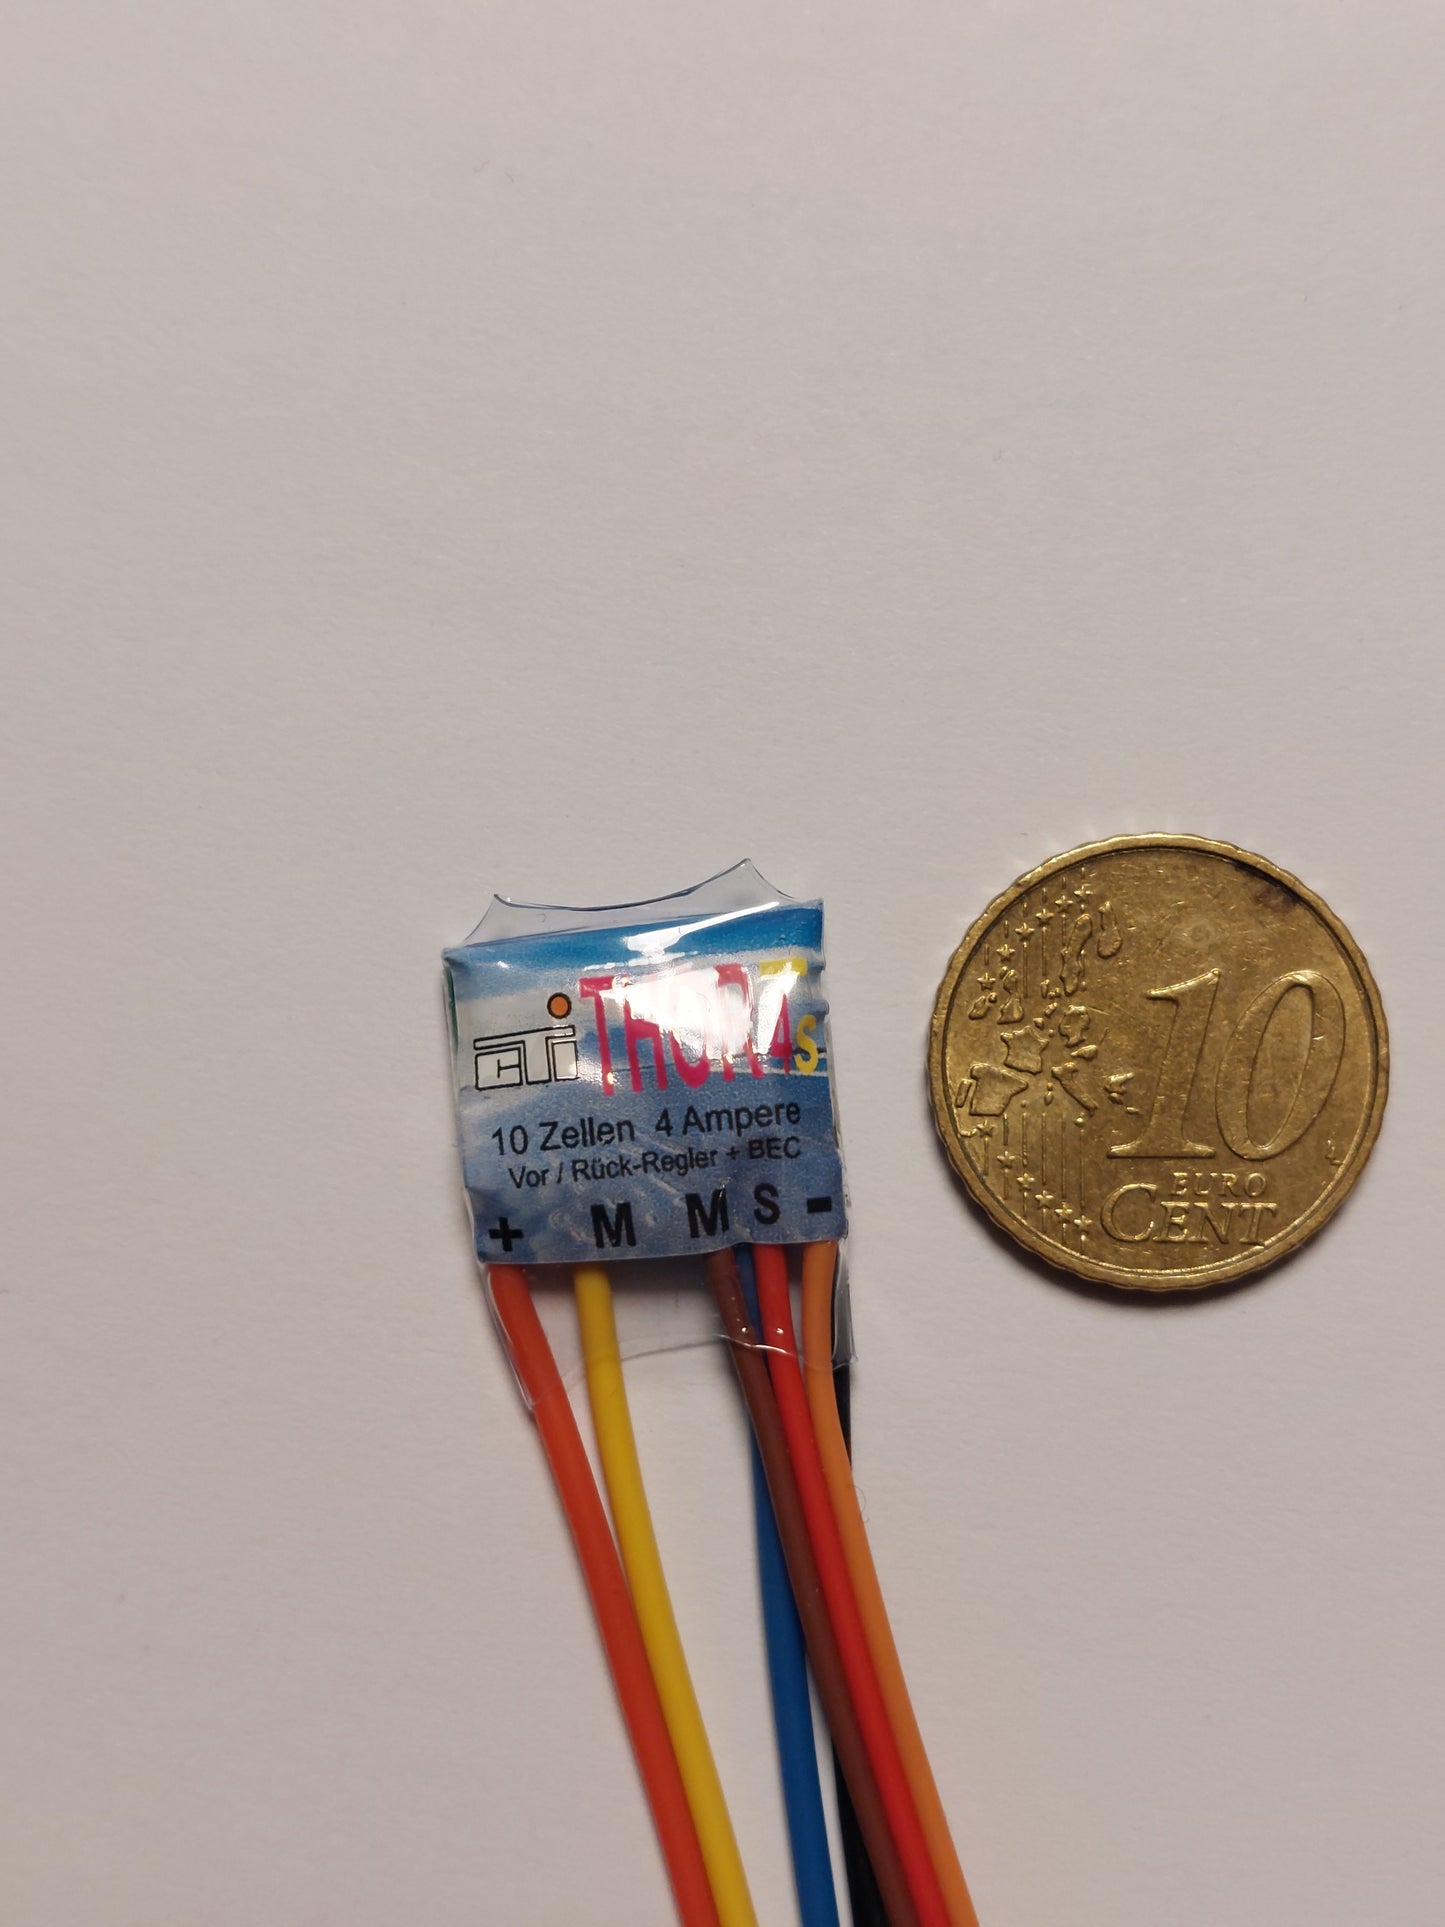 cTi THOR 4s
10 Zellen 4 Ampere
Vor / Rück-Regler + BEC
+ M M S -
10
EURO
CENT